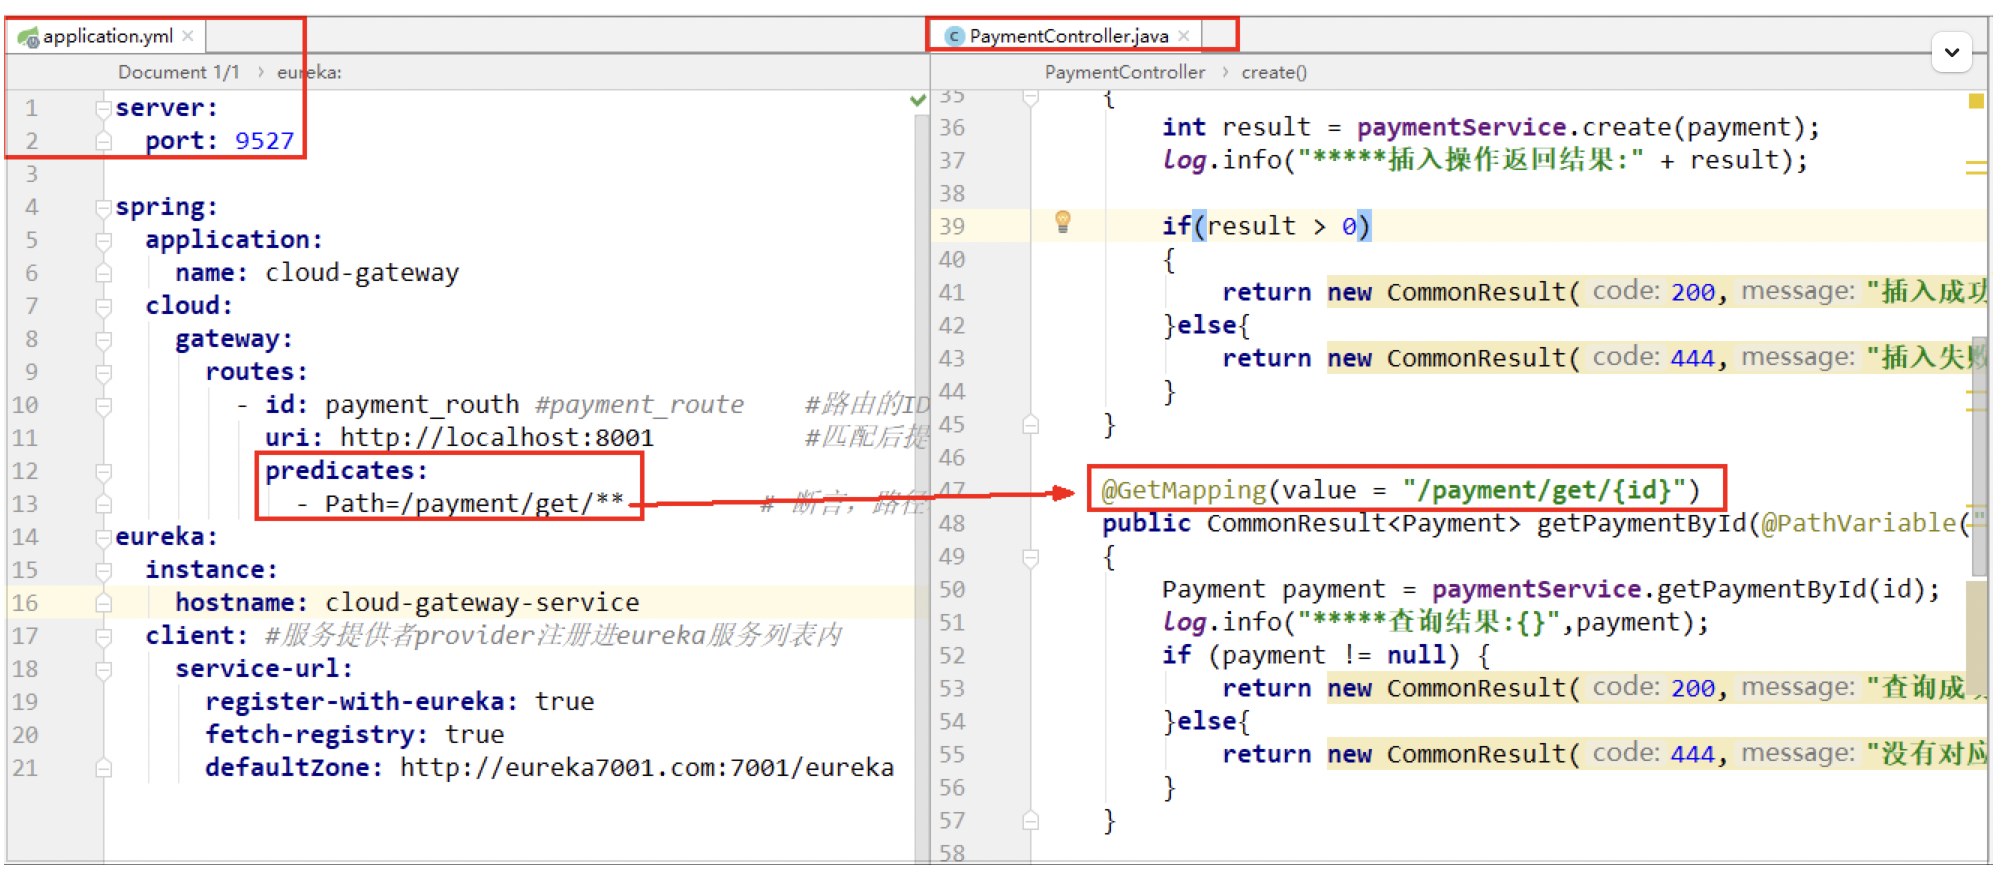 application.yml
Document 1/1 › eureka:
1 server:
2 port: 9527
3
4 spring:
5 application:
6 name: cloud-gateway
7 cloud:
8 gateway:
9 routes:
10 - id: payment_routh #payment_route #路由的ID
11 uri: http://localhost:8001 #匹配后提
12 predicates:
13 - Path=/payment/get/** # 断言，路径
14 eureka:
15 instance:
16 hostname: cloud-gateway-service
17 client: #服务提供者provider注册进eureka服务列表内
18 service-url:
19 register-with-eureka: true
20 fetch-registry: true
21 defaultZone: http://eureka7001.com:7001/eureka
PaymentController.java
PaymentController › create()
35 {
36 int result = paymentService.create(payment);
37 log.info("*****插入操作返回结果:" + result);
38
39 if(result > 0)
40 {
41 return new CommonResult( code: 200, message: "插入成功
42 }else{
43 return new CommonResult( code: 444, message: "插入失败
44 }
45 }
46
47 @GetMapping(value = "/payment/get/{id}")
48 public CommonResult<Payment> getPaymentById(@PathVariable("
49 {
50 Payment payment = paymentService.getPaymentById(id);
51 log.info("*****查询结果:{}",payment);
52 if (payment != null) {
53 return new CommonResult( code: 200, message: "查询成功
54 }else{
55 return new CommonResult( code: 444, message: "没有对应
56 }
57 }
58